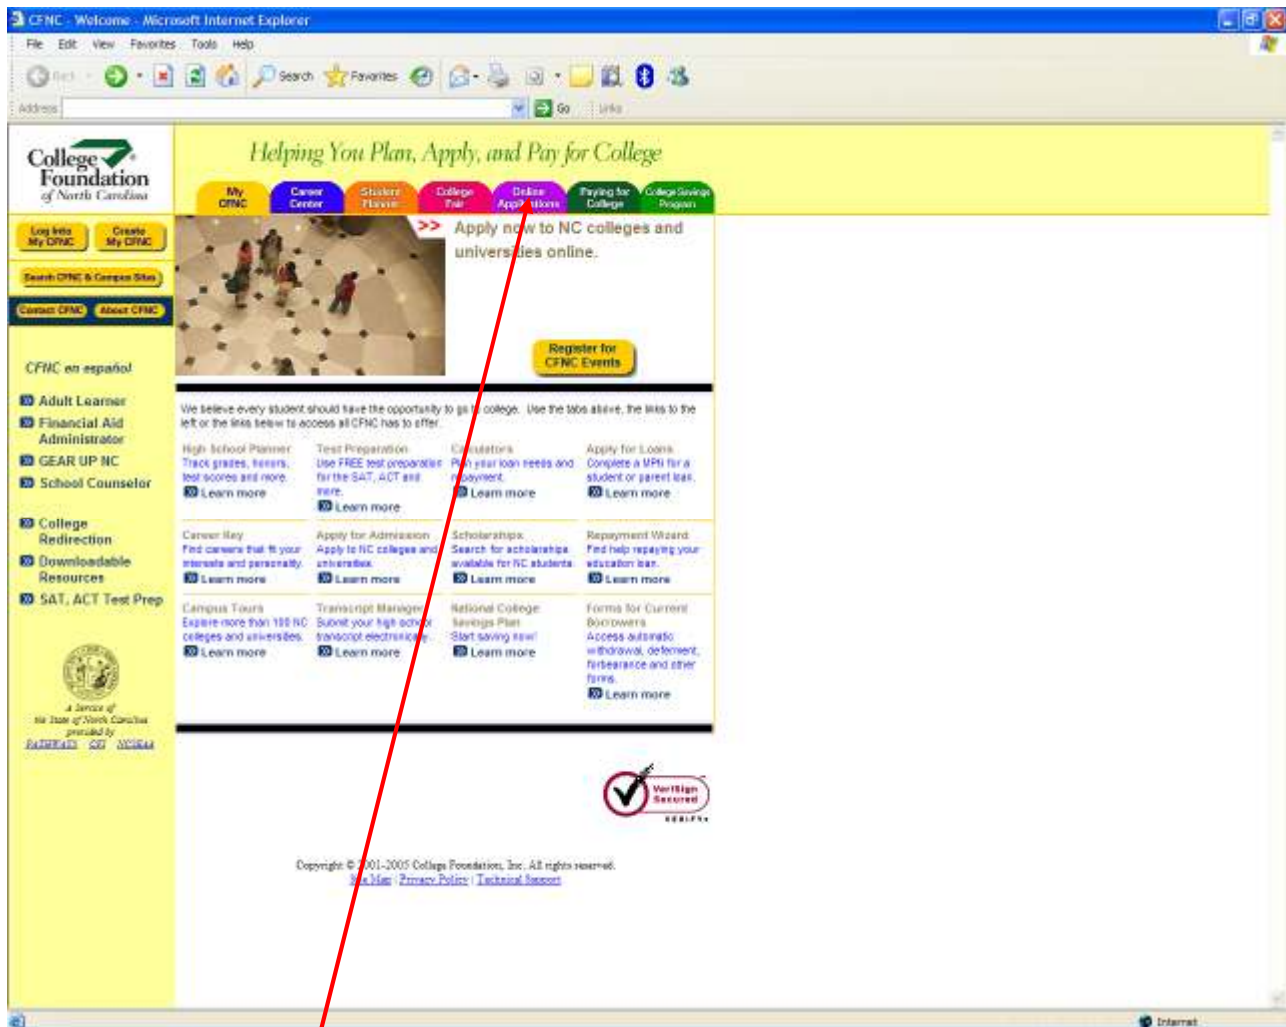 CFNC - Welcome - Microsoft Internet Explorer
File Edit View Favorites Tools Help
Back Search Favorites
Address Go Links
College
Foundation
of North Carolina
Helping You Plan, Apply, and Pay for College
My CFNC
Career Center
Student Planner
College Fair
Online Applications
Paying for College
College Savings Program
Log Into My CFNC
Create My CFNC
Search CFNC & Campus Sites
Contact CFNC About CFNC
CFNC en español
Adult Learner
Financial Aid
Administrator
GEAR UP NC
School Counselor
College
Redirection
Downloadable
Resources
SAT, ACT Test Prep
A Service of
the State of North Carolina
provided by
PATHWAYS CFI NCSEAA
>> Apply now to NC colleges and
universities online.
Register for
CFNC Events
We believe every student should have the opportunity to go to college. Use the tabs above, the links to the
left or the links below to access all CFNC has to offer.
High School Planner
Track grades, honors,
test scores and more.
Learn more
Test Preparation
Use FREE test preparation
for the SAT, ACT and
more.
Learn more
Calculators
Plan your loan needs and
repayment.
Learn more
Apply for Loans
Complete a MPN for a
student or parent loan.
Learn more
Career Key
Find careers that fit your
interests and personality.
Learn more
Apply for Admission
Apply to NC colleges and
universities.
Learn more
Scholarships
Search for scholarships
available for NC students.
Learn more
Repayment Wizard
Find help repaying your
education loan.
Learn more
Campus Tours
Explore more than 100 NC
colleges and universities.
Learn more
Transcript Manager
Submit your high school
transcript electronically.
Learn more
National College
Savings Plan
Start saving now!
Learn more
Forms for Current
Borrowers
Access automatic
withdrawal, deferment,
forbearance and other
forms.
Learn more
VeriSign
Secured
VERIFY
Copyright © 2001-2005 College Foundation, Inc. All rights reserved.
Site Map | Privacy Policy | Technical Support
Internet